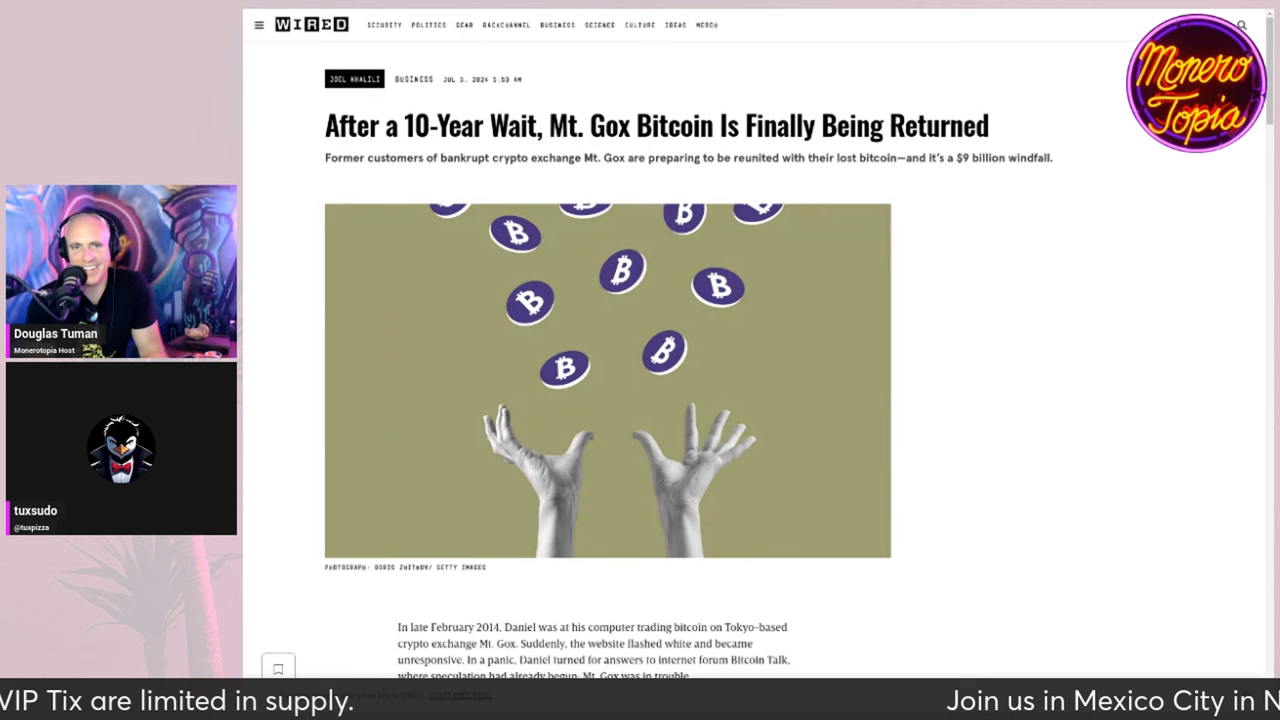 WIRED
SECURITY POLITICS GEAR BACKCHANNEL BUSINESS SCIENCE CULTURE IDEAS MERCH
Monero
Topia
JOEL KHALILI BUSINESS JUL 5, 2024 5:53 AM
After a 10-Year Wait, Mt. Gox Bitcoin Is Finally Being Returned
Former customers of bankrupt crypto exchange Mt. Gox are preparing to be reunited with their lost bitcoin—and it's a $9 billion windfall.
Douglas Tuman
Monerotopia Host
tuxsudo
@tuxpizza
PHOTOGRAPH: BORIS ZHITKOV/ GETTY IMAGES
In late February 2014, Daniel was at his computer trading bitcoin on Tokyo-based
crypto exchange Mt. Gox. Suddenly, the website flashed white and became
unresponsive. In a panic, Daniel turned for answers to internet forum Bitcoin Talk,
where speculation had already begun: Mt. Gox was in trouble.
START FREE TRIAL
VIP Tix are limited in supply. Join us in Mexico City in N